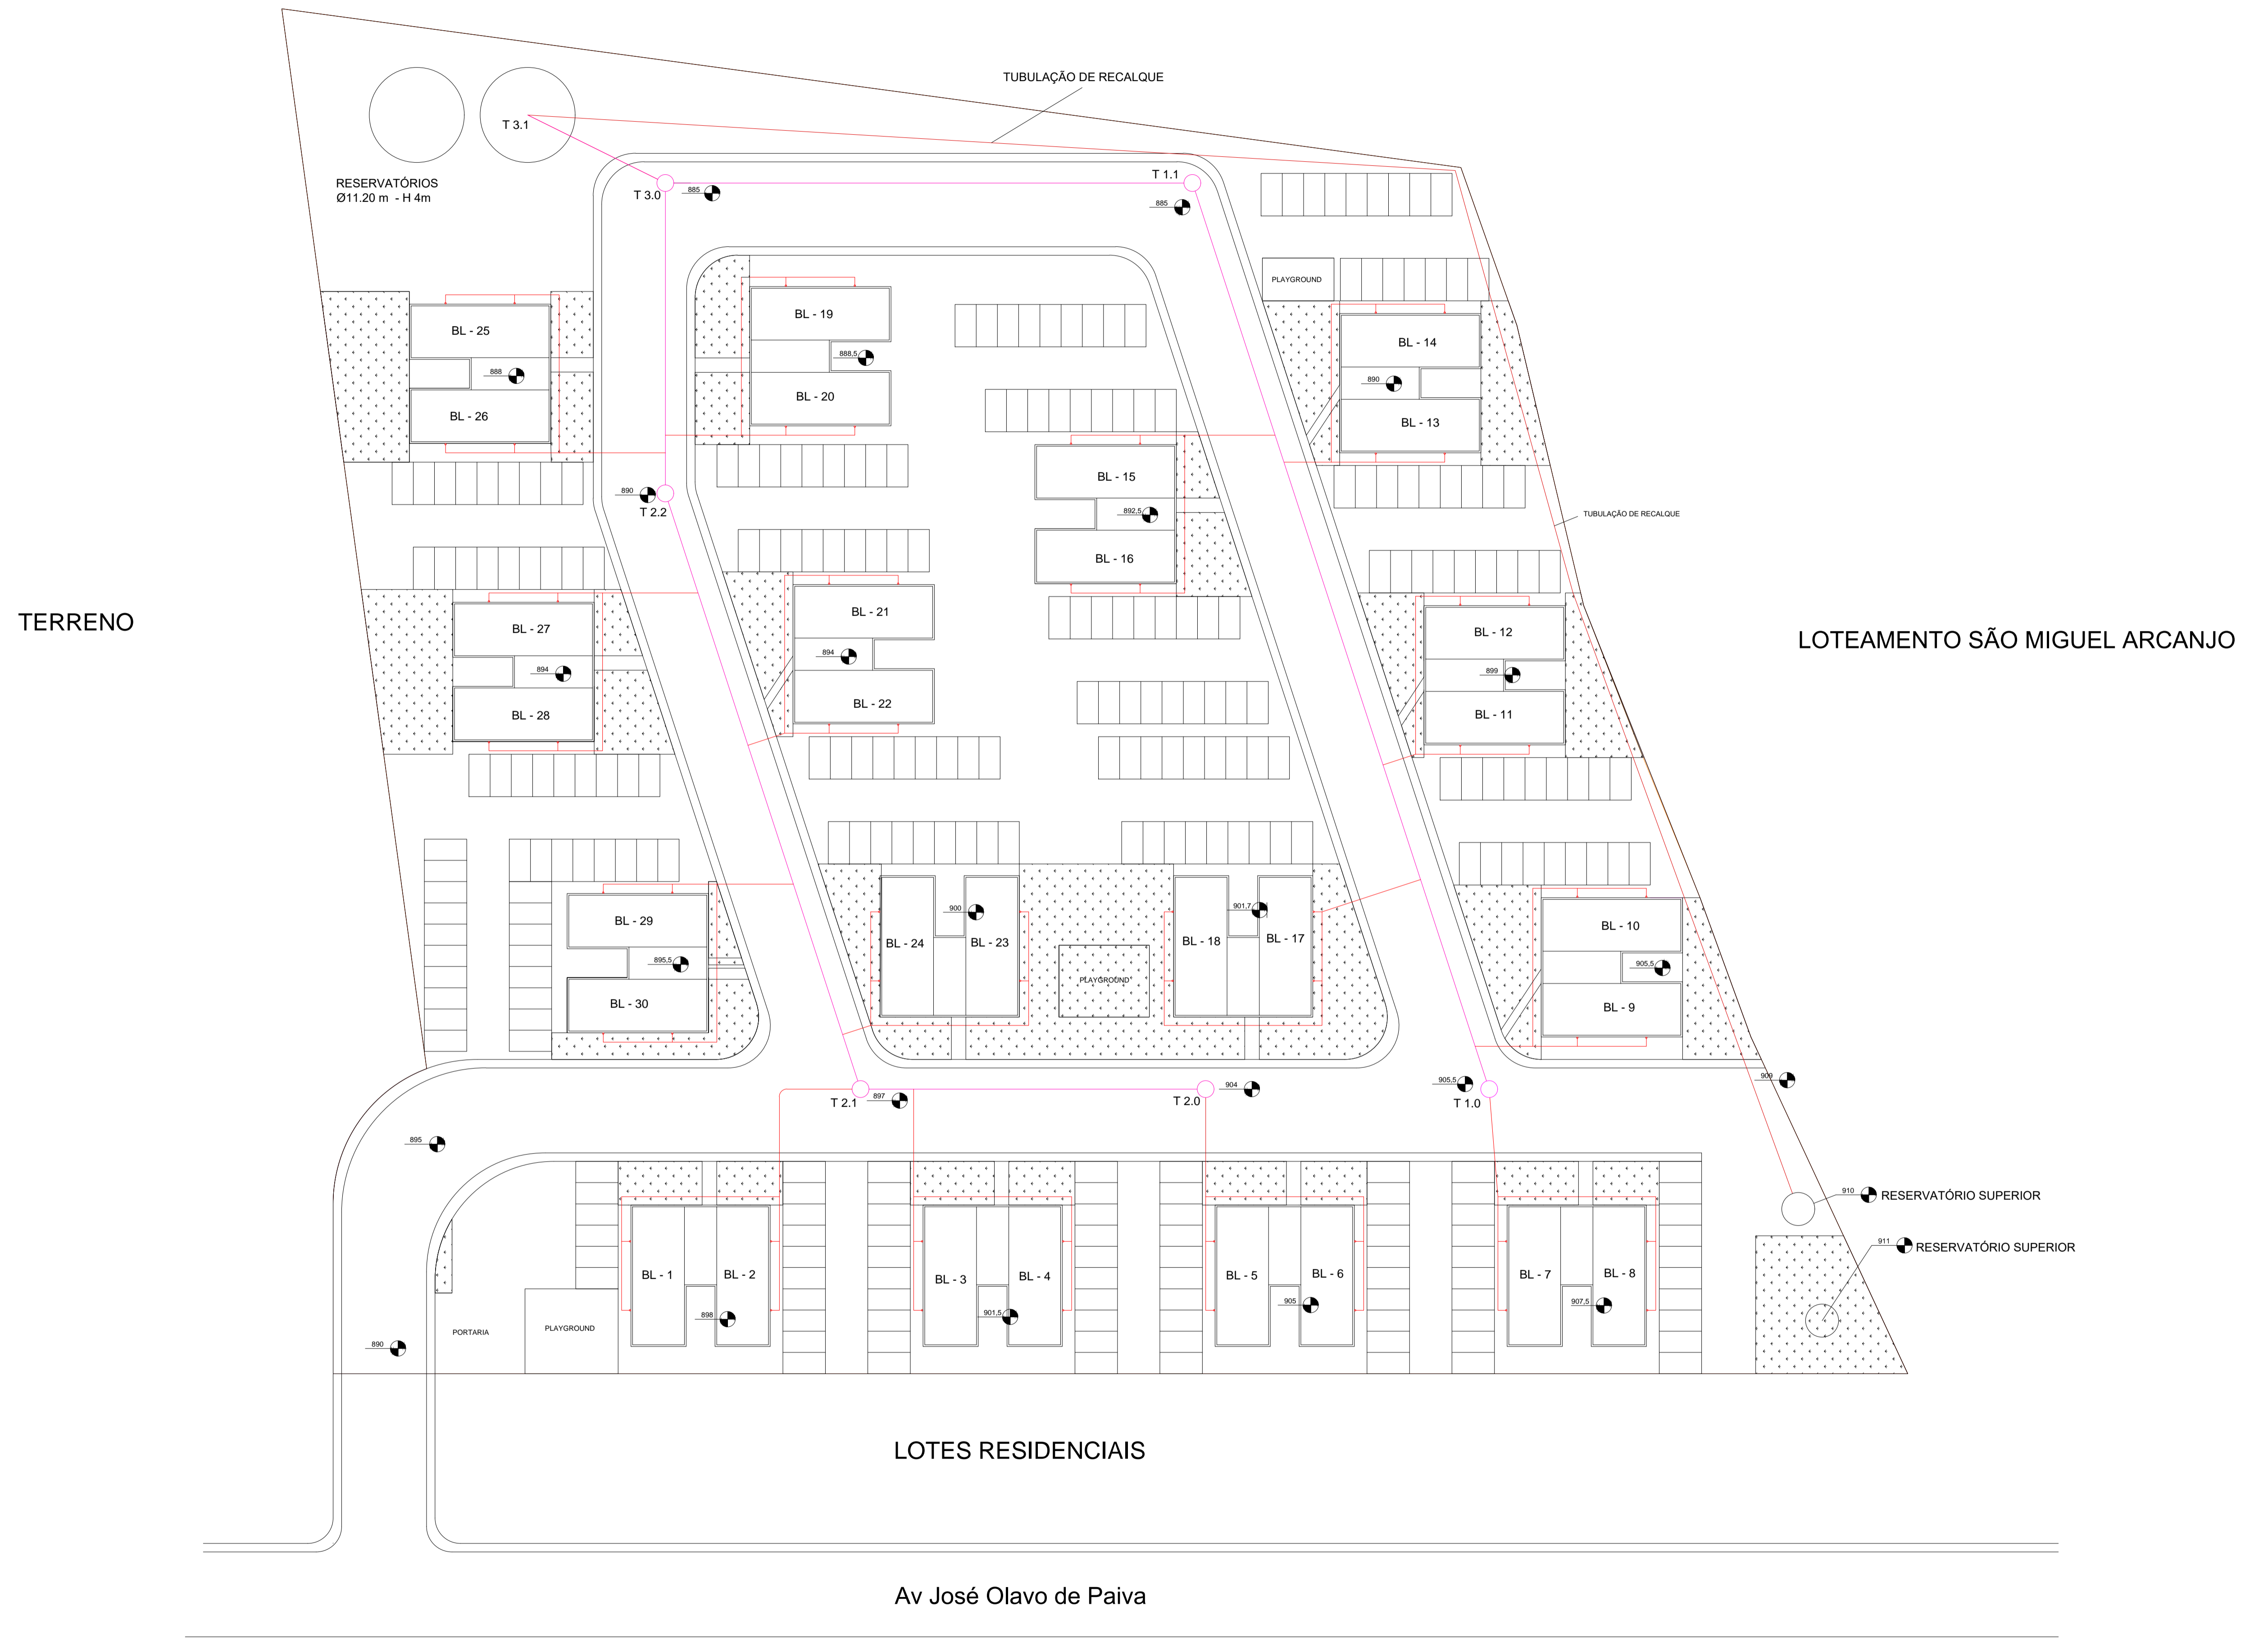 TUBULAÇÃO DE RECALQUE
T 3.1
RESERVATÓRIOS
Ø11.20 m - H 4m
T 3.0
885
T 1.1
885
PLAYGROUND
BL - 25
888
BL - 26
BL - 19
888,5
BL - 20
BL - 14
890
BL - 13
890
T 2.2
BL - 15
892,5
BL - 16
TUBULAÇÃO DE RECALQUE
TERRENO
LOTEAMENTO SÃO MIGUEL ARCANJO
BL - 27
894
BL - 28
BL - 21
894
BL - 22
BL - 12
899
BL - 11
BL - 29
895,5
BL - 30
900
BL - 24
BL - 23
PLAYGROUND
901,7
BL - 18
BL - 17
BL - 10
905,5
BL - 9
T 2.1
897
T 2.0
904
905,5
T 1.0
909
895
910
RESERVATÓRIO SUPERIOR
911
RESERVATÓRIO SUPERIOR
890
PORTARIA
PLAYGROUND
BL - 1
BL - 2
898
BL - 3
BL - 4
901,5
BL - 5
BL - 6
905
BL - 7
BL - 8
907,5
LOTES RESIDENCIAIS
Av José Olavo de Paiva